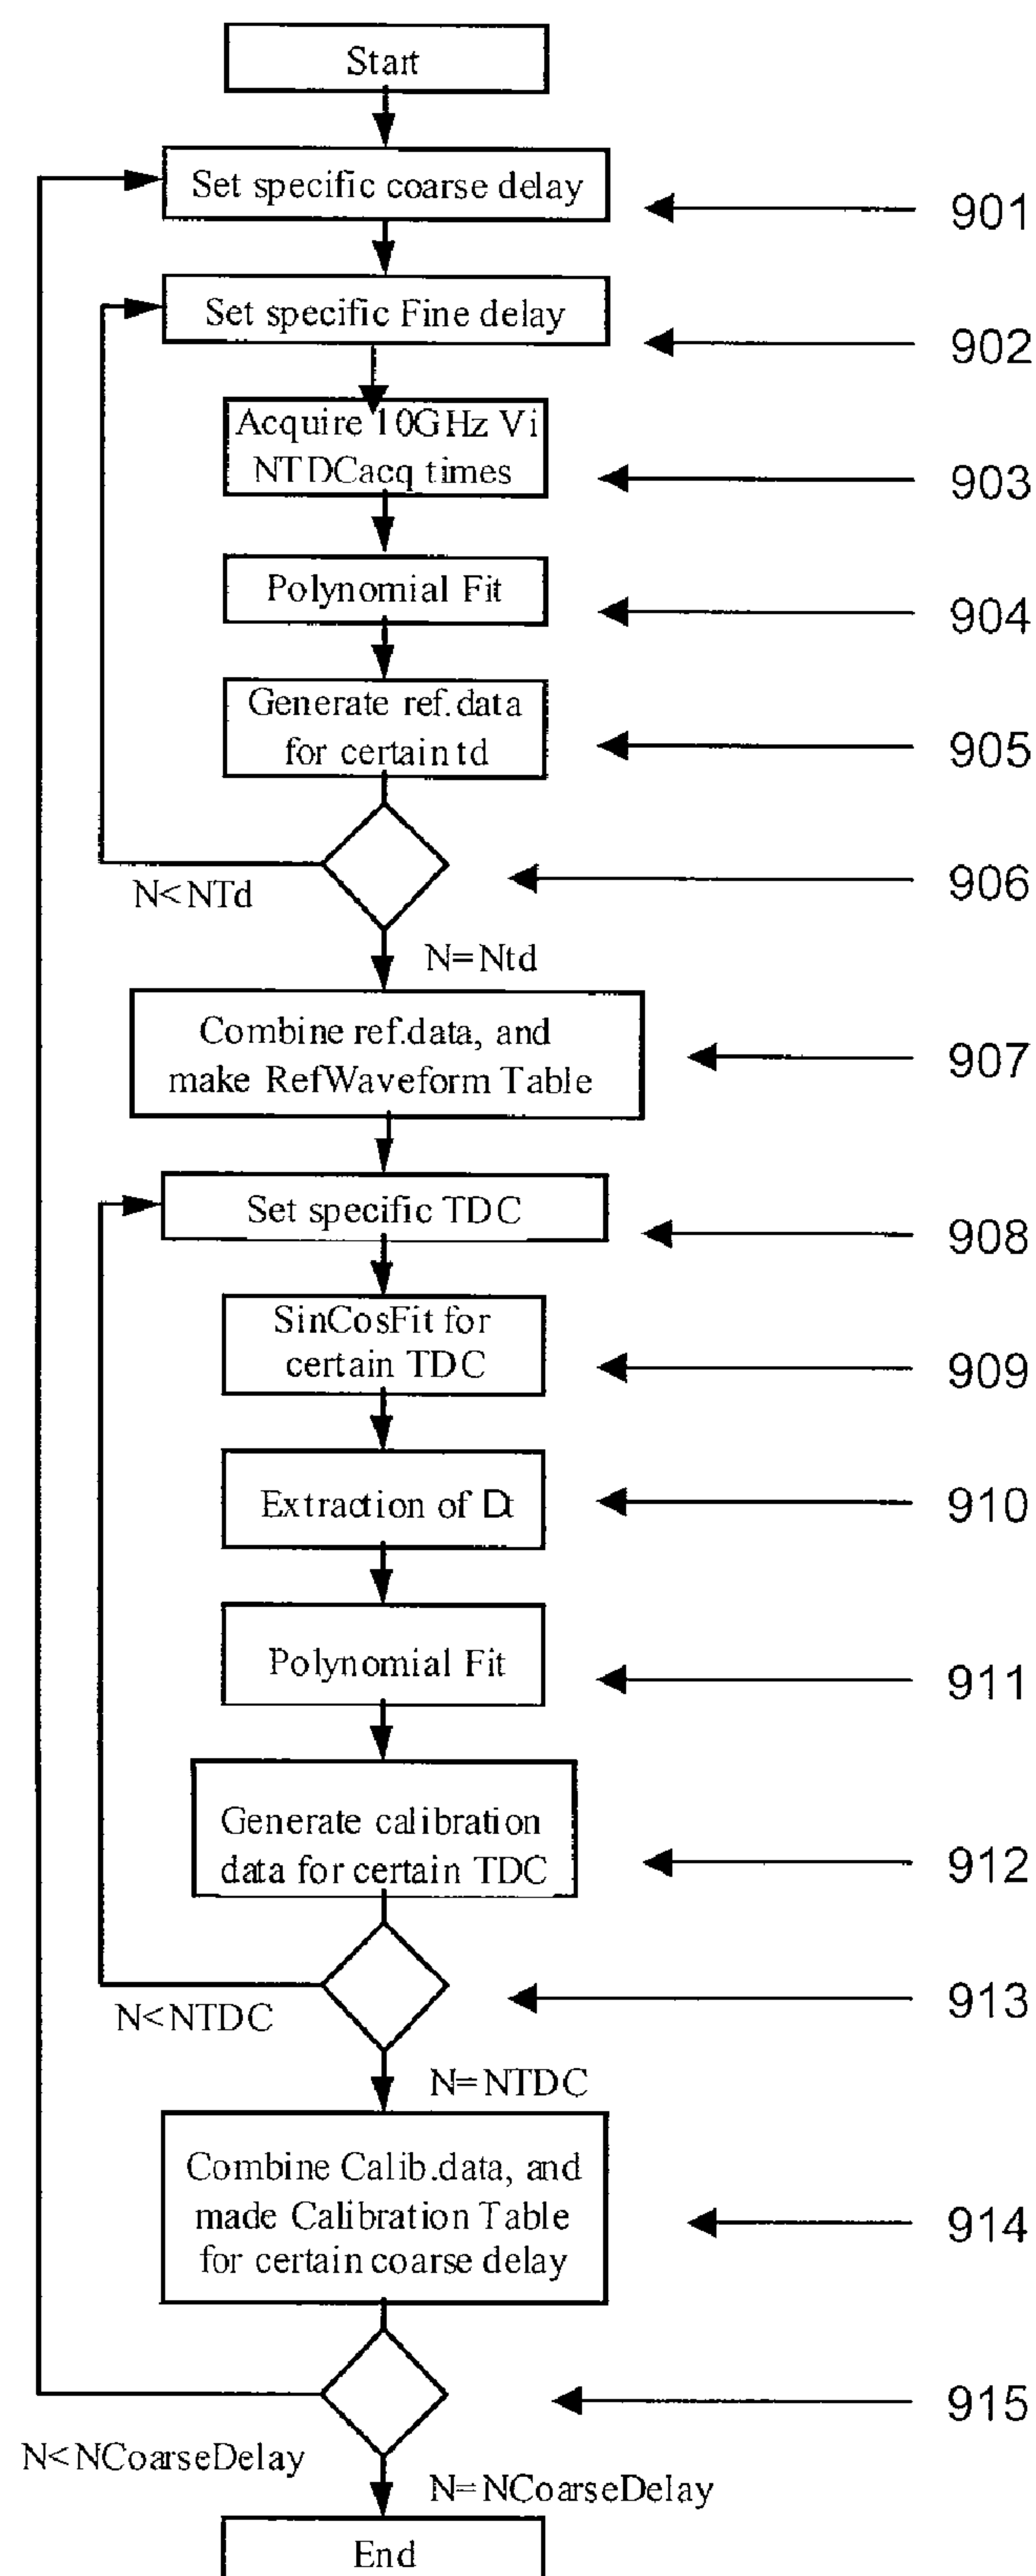 Start
Set specific coarse delay
901
Set specific Fine delay
902
Acquire 10GHz Vi
NTDCacq times
903
Polynomial Fit
904
Generate ref.data
for certain td
905
906
N<NTd
N=Ntd
Combine ref.data, and
make RefWaveform Table
907
Set specific TDC
908
SinCosFit for
certain TDC
909
Extraction of Dt
910
Polynomial Fit
911
Generate calibration
data for certain TDC
912
913
N<NTDC
N=NTDC
Combine Calib.data, and
made Calibration Table
for certain coarse delay
914
915
N<NCoarseDelay
N=NCoarseDelay
End